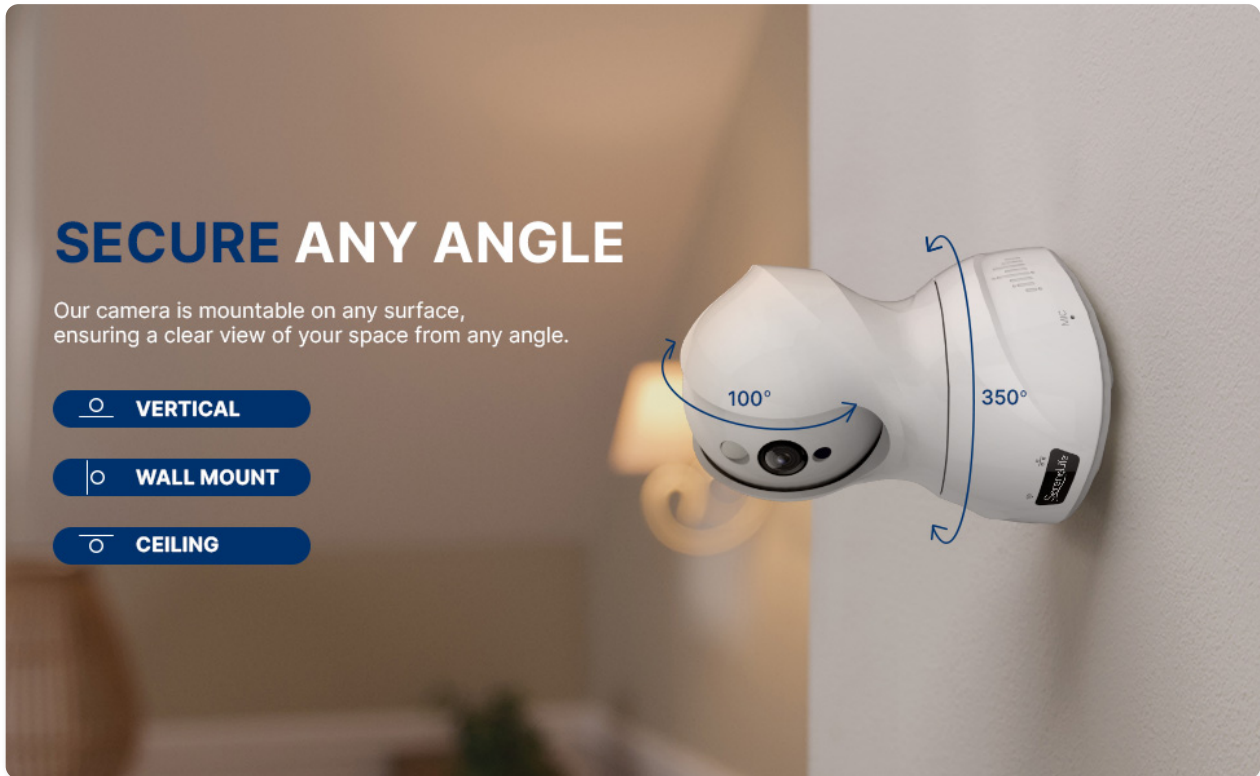 SECURE ANY ANGLE
Our camera is mountable on any surface,
ensuring a clear view of your space from any angle.
VERTICAL
WALL MOUNT
CEILING
100°
350°
MIC
SereneLife